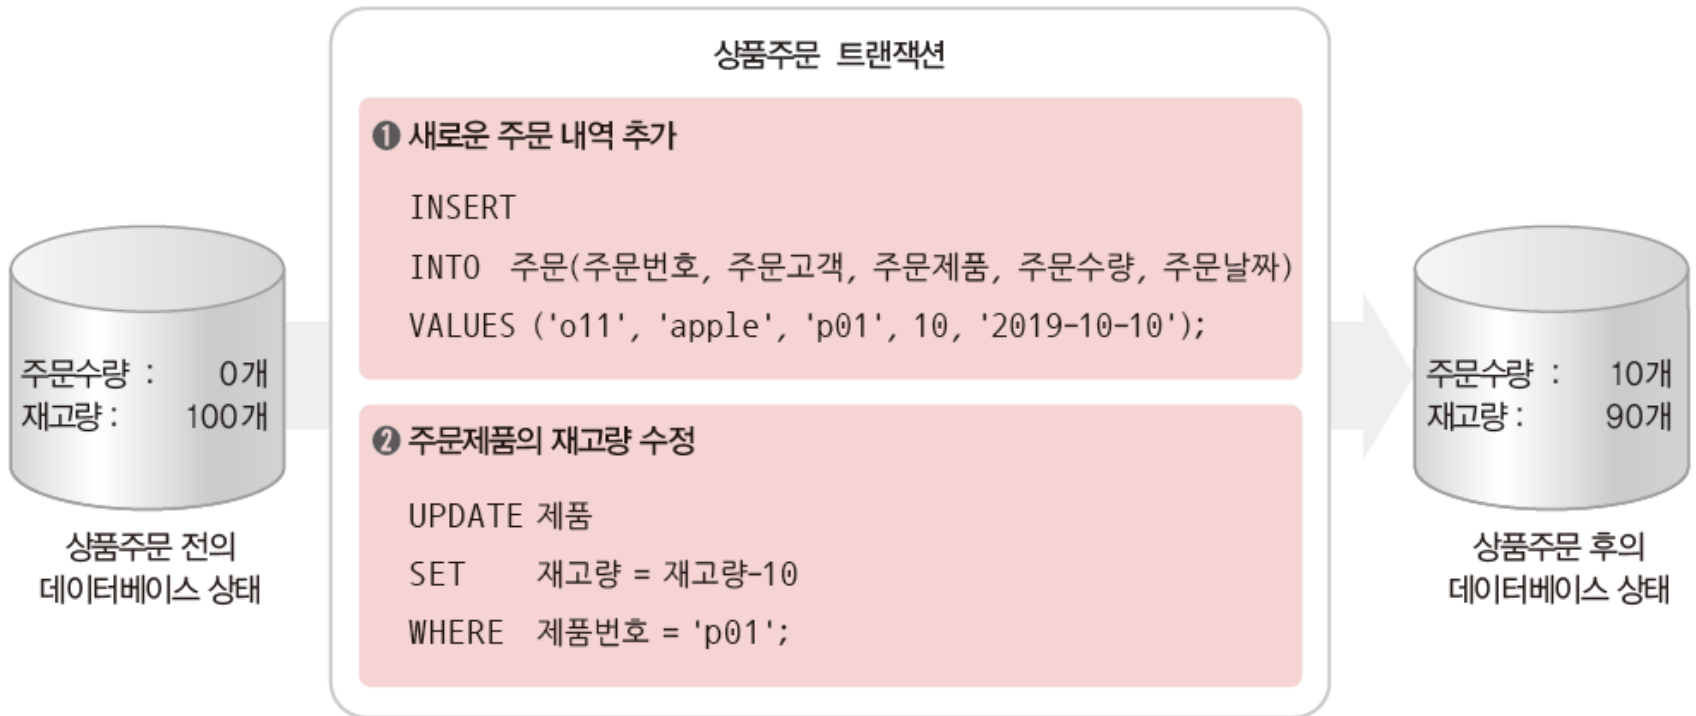 상품주문 트랜잭션
❶ 새로운 주문 내역 추가
INSERT
INTO 주문(주문번호, 주문고객, 주문제품, 주문수량, 주문날짜)
VALUES ('o11', 'apple', 'p01', 10, '2019-10-10');
❷ 주문제품의 재고량 수정
UPDATE 제품
SET 재고량 = 재고량-10
WHERE 제품번호 = 'p01';
주문수량 : 0개
재고량 : 100개
상품주문 전의
데이터베이스 상태
주문수량 : 10개
재고량 : 90개
상품주문 후의
데이터베이스 상태